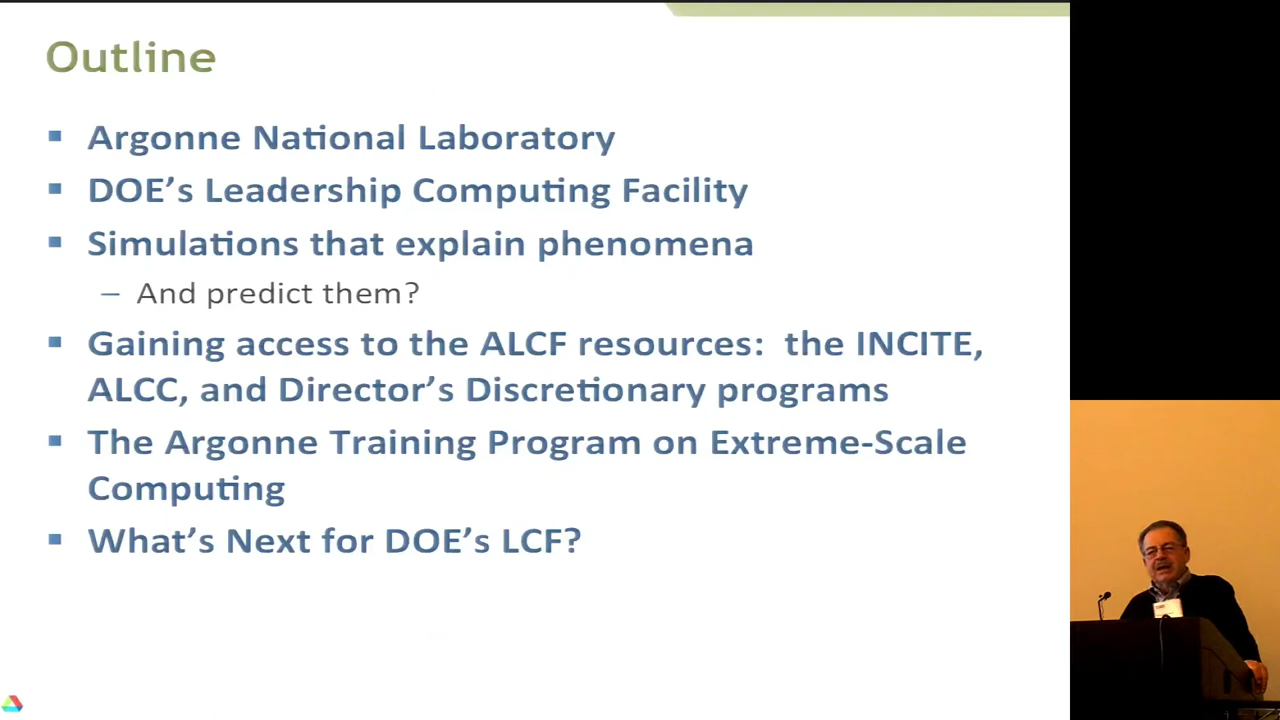 Outline
▪ Argonne National Laboratory
▪ DOE’s Leadership Computing Facility
▪ Simulations that explain phenomena
– And predict them?
▪ Gaining access to the ALCF resources:  the INCITE,
ALCC, and Director’s Discretionary programs
▪ The Argonne Training Program on Extreme-Scale
Computing
▪ What’s Next for DOE’s LCF?